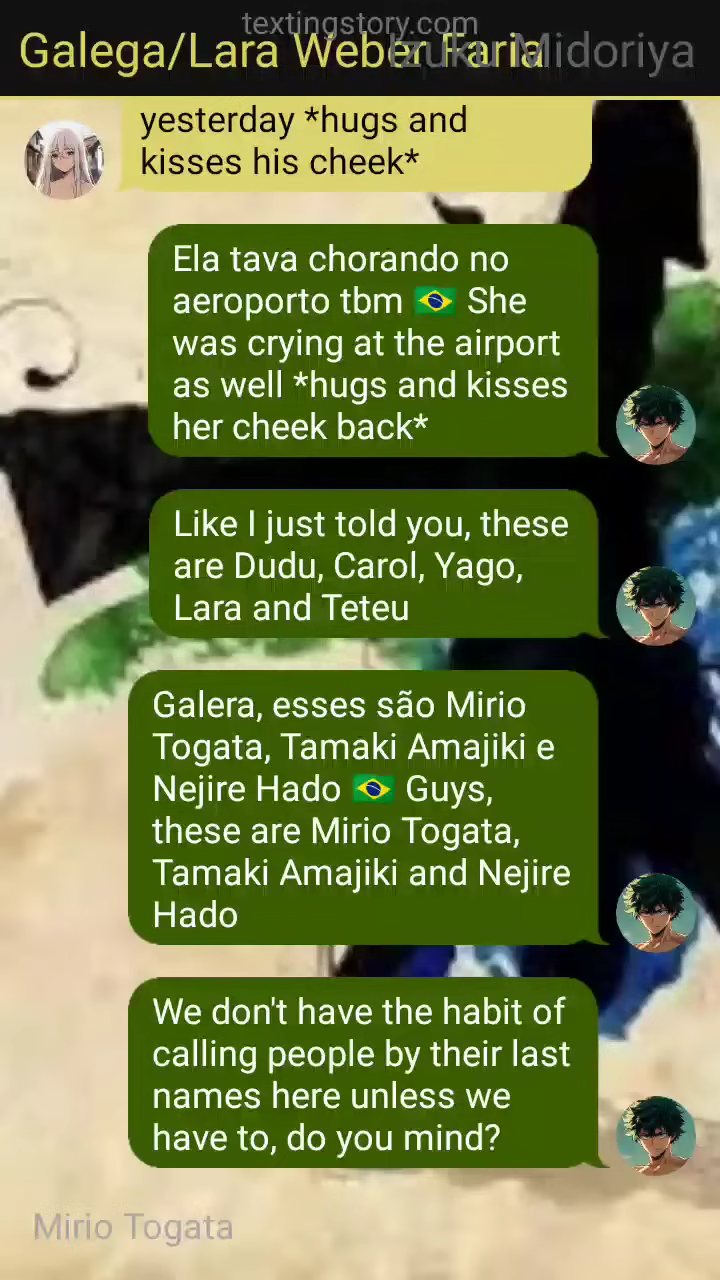 textingstory.com
Galega/Lara Weber Faria
Izuku Midoriya
yesterday *hugs and
kisses his cheek*
Ela tava chorando no
aeroporto tbm 🇧🇷 She
was crying at the airport
as well *hugs and kisses
her cheek back*
Like I just told you, these
are Dudu, Carol, Yago,
Lara and Teteu
Galera, esses são Mirio
Togata, Tamaki Amajiki e
Nejire Hado 🇧🇷 Guys,
these are Mirio Togata,
Tamaki Amajiki and Nejire
Hado
We don't have the habit of
calling people by their last
names here unless we
have to, do you mind?
Mirio Togata